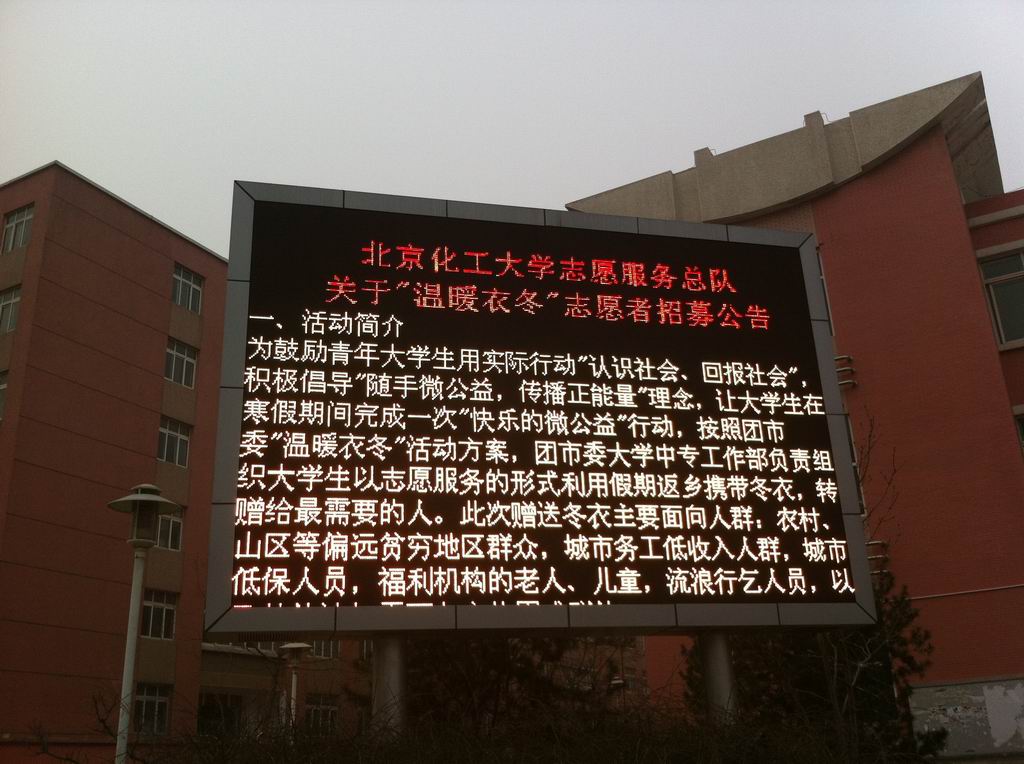 北京化工大学志愿服务总队
关于"温暖衣冬"志愿者招募公告
一、活动简介
为鼓励青年大学生用实际行动"认识社会、回报社会",
积极倡导"随手微公益，传播正能量"理念，让大学生在
寒假期间完成一次"快乐的微公益"行动，按照团市
委"温暖衣冬"活动方案，团市委大学中专工作部负责组
织大学生以志愿服务的形式利用假期返乡携带冬衣，转
赠给最需要的人。此次赠送冬衣主要面向人群：农村、
山区等偏远贫穷地区群众，城市务工低收入人群，城市
低保人员，福利机构的老人、儿童，流浪行乞人员，以